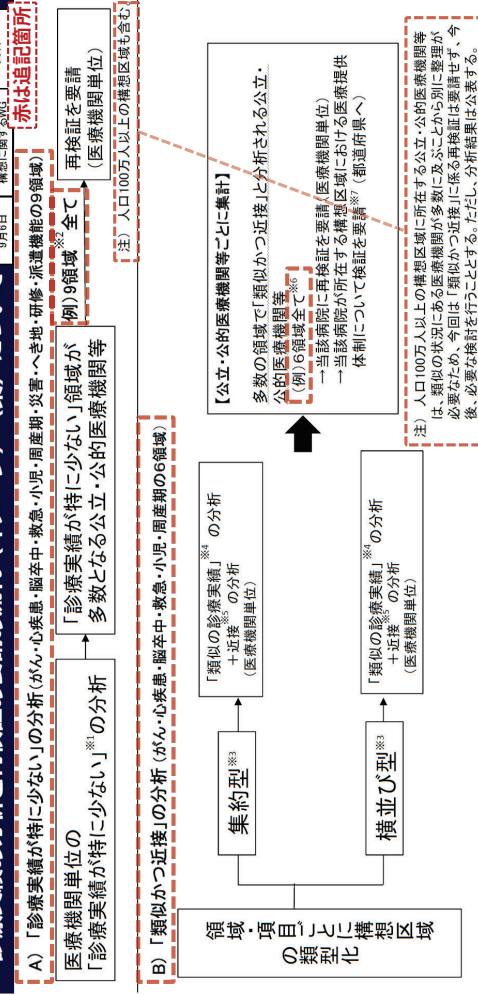 9月6日
構想に関するWG
赤は追記箇所
A) 「診療実績が特に少ない」の分析(がん・心疾患・脳卒中・救急・小児・周産期・災害・へき地・研修・派遣機能の9領域)
医療機関単位の
「診療実績が特に少ない」※1の分析
「診療実績が特に少ない」領域が
多数となる公立・公的医療機関等
(例)9領域※2全て
再検証を要請
(医療機関単位)
注) 人口100万人以上の構想区域も含む。
B) 「類似かつ近接」の分析(がん・心疾患・脳卒中・救急・小児・周産期の6領域)
領域・項目ごとに構想区域
の類型化
集約型※3
横並び型※3
「類似の診療実績」※4の分析
+近接※5の分析
(医療機関単位)
「類似の診療実績」※4の分析
+近接※5の分析
(医療機関単位)
【公立・公的医療機関等ごとに集計】
多数の領域で「類似かつ近接」と分析される公立・
公的医療機関等
(例)6領域全て※6
→当該病院に再検証を要請(医療機関単位)
→当該病院が所在する構想区域における医療提供
体制について検証を要請※7(都道府県へ)
注) 人口100万人以上の構想区域に所在する公立・公的医療機関等
は、類似の状況にある医療機関が多数に及ぶことから別に整理が
必要なため、今回は「類似かつ近接」に係る再検証は要請せず、今
後、必要な検討を行うこととする。ただし、分析結果は公表する。